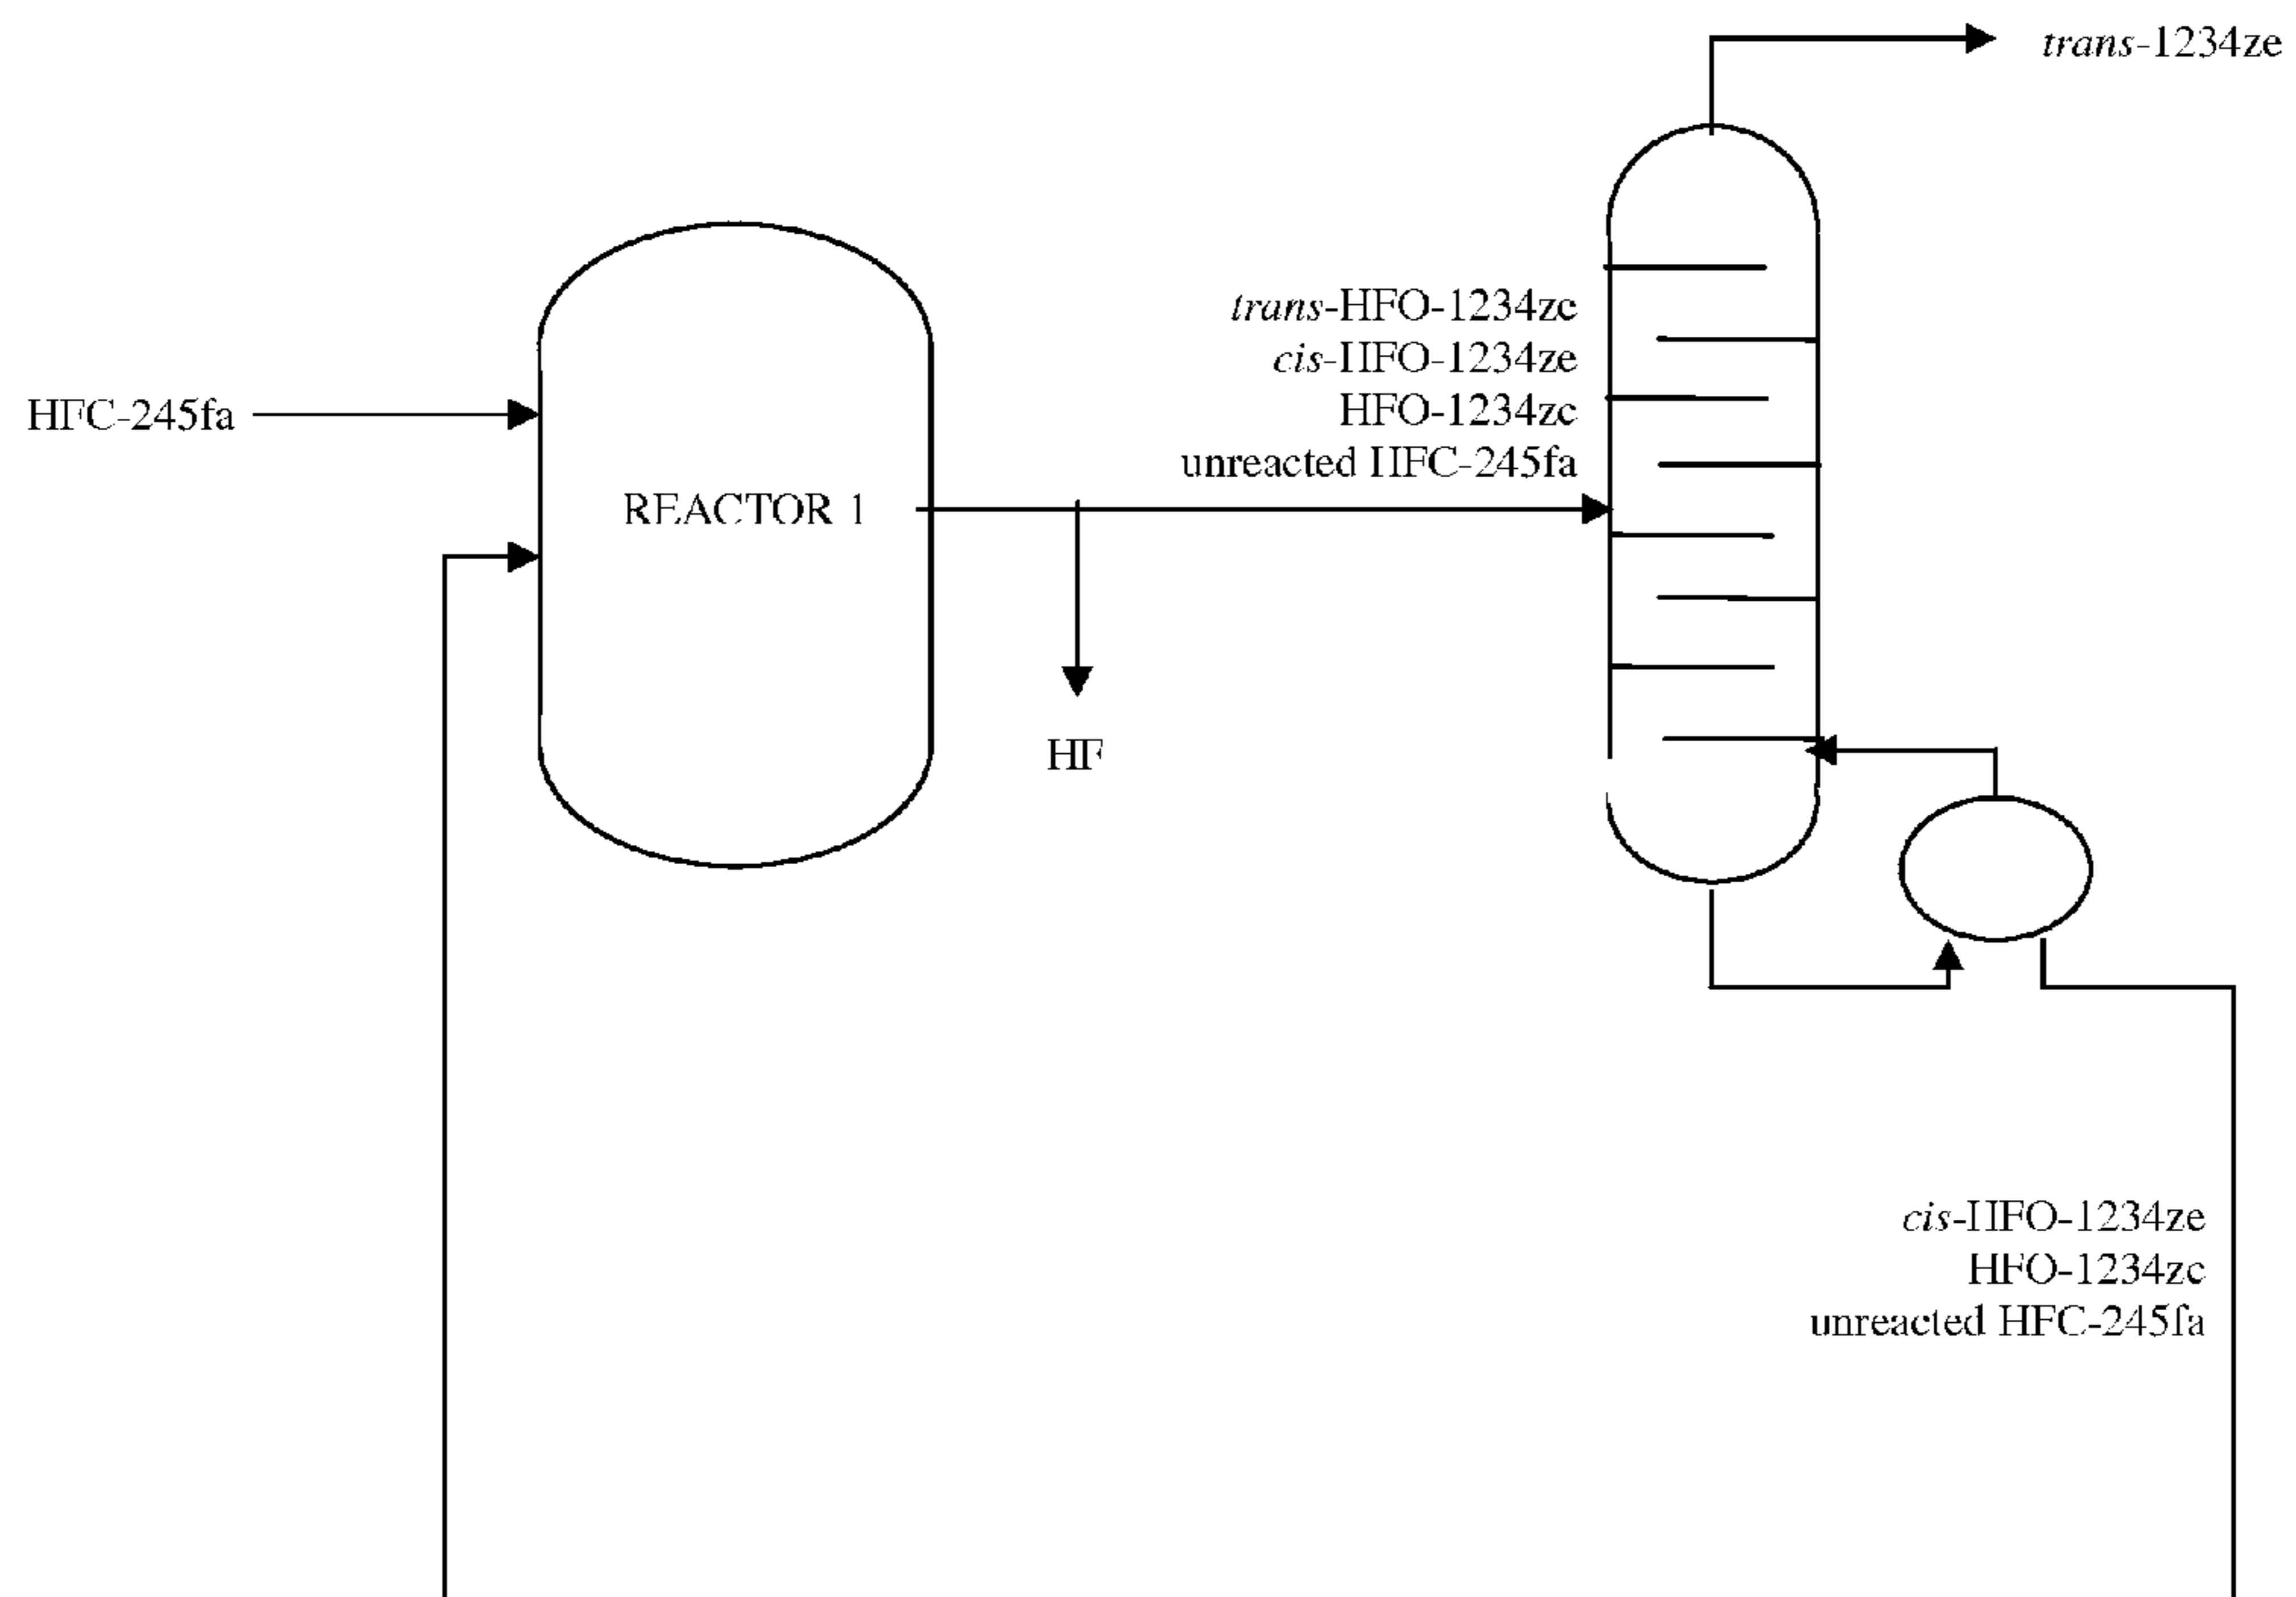 trans-1234ze
trans-HFO-1234ze
cis-HFO-1234ze
HFO-1234zc
unreacted HFC-245fa
HFC-245fa
REACTOR 1
HF
cis-HFO-1234ze
HFO-1234zc
unreacted HFC-245fa